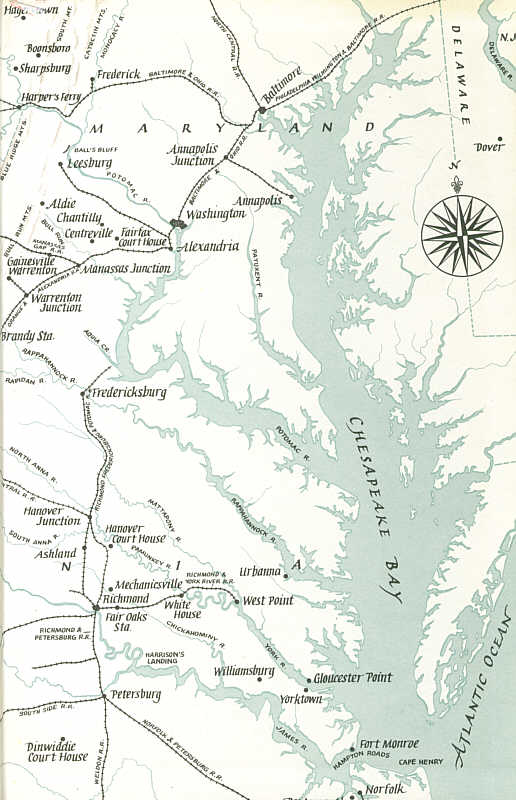 Hagerstown
SOUTH MT.
CATOCTIN MTS.
MONOCACY R.
Boonsboro
Sharpsburg
Frederick
BALTIMORE & OHIO R.R.
NORTH CENTRAL R.R.
Baltimore
PHILADELPHIA WILMINGTON & BALTIMORE R.R.
DELAWARE
N.J.
DELAWARE R.
Dover
Harper's Ferry
MARYLAND
BLUE RIDGE MTS.
BALL'S BLUFF
Leesburg
POTOMAC R.
Annapolis
Junction
BALTIMORE & OHIO R.R.
Annapolis
Aldie
Chantilly
Washington
BULL RUN MTS.
BULL RUN
Centreville
Fairfax
Court House
Alexandria
MANASSAS
GAP R.R.
Gainesville
Warrenton
Manassas Junction
ORANGE & ALEXANDRIA R.R.
Warrenton
Junction
PATUXENT R.
N
Brandy Sta.
AQUIA CR.
RAPPAHANNOCK R.
RAPIDAN R.
Fredericksburg
RICHMOND FREDERICKSBURG & POTOMAC
POTOMAC R.
CHESAPEAKE BAY
NORTH ANNA R.
NTRAL R.R.
Hanover
Junction
MATTAPONY R.
RAPPAHANNOCK R.
SOUTH ANNA R.
Hanover
Court House
Ashland
PAMUNKEY R.
N I A
Urbanna
Mechanicsville
RICHMOND &
YORK RIVER R.R.
Richmond
White
House
West Point
Fair Oaks
Sta.
RICHMOND &
PETERSBURG R.R.
CHICKAHOMINY R.
HARRISON'S
LANDING
YORK R.
Williamsburg
Gloucester Point
Yorktown
Petersburg
SOUTH SIDE R.R.
NORFOLK & PETERSBURG R.R.
JAMES R.
ATLANTIC OCEAN
Dinwiddie
Court House
WELDON R.R.
Fort Monroe
HAMPTON ROADS
CAPE HENRY
Norfolk